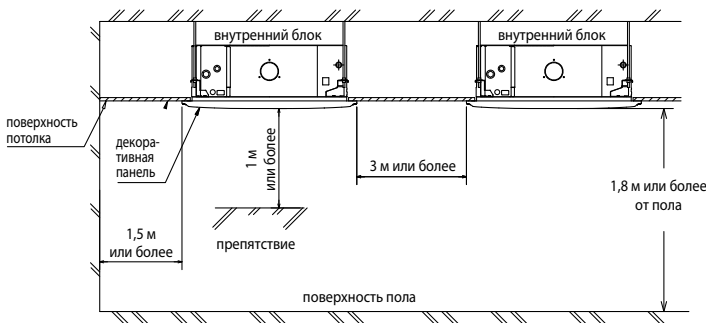 внутренний блок
внутренний блок
поверхность
потолка
декора-
тивная
панель
1 м
или более
3 м или более
1,8 м или более
от пола
1,5 м
или более
препятствие
поверхность пола